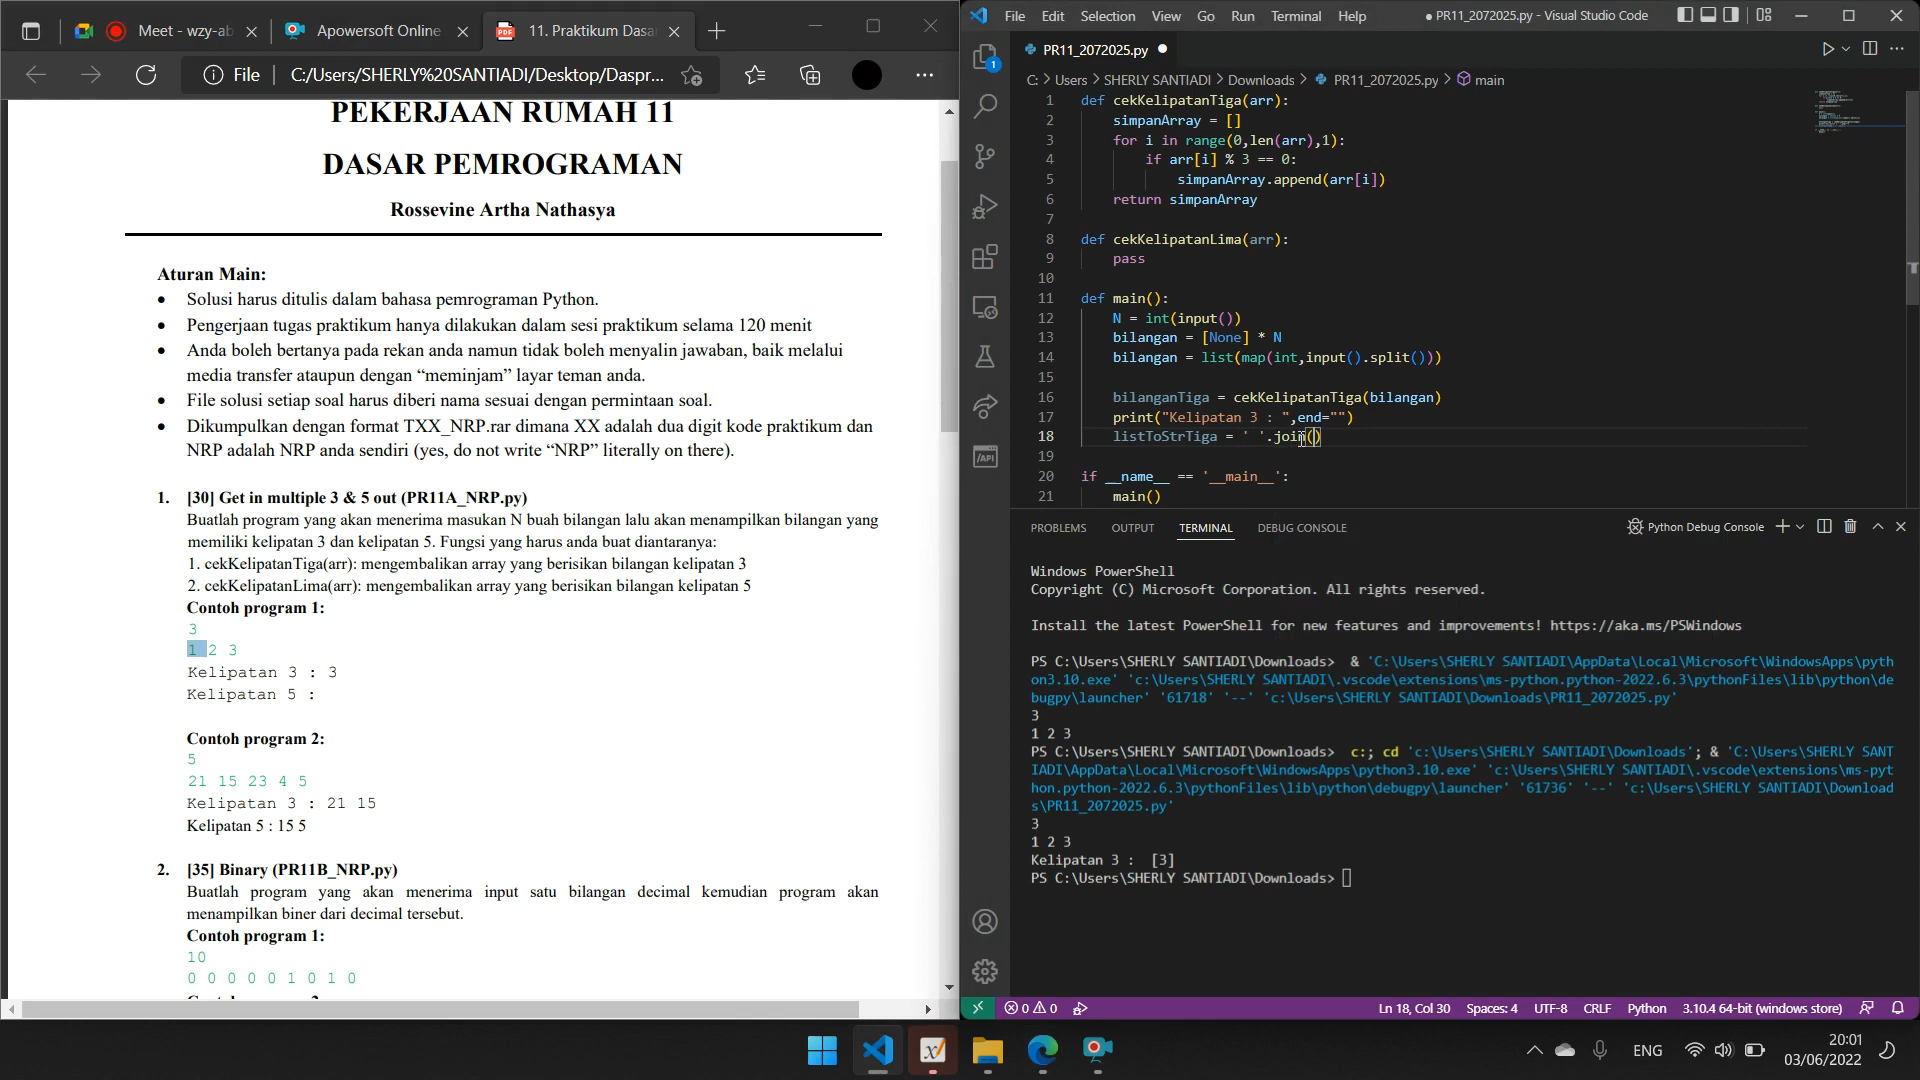 Meet - wzy-ab
Apowersoft Online
11. Praktikum Dasa
File
C:/Users/SHERLY%20SANTIADI/Desktop/Daspr...
PEKERJAAN RUMAH 11
DASAR PEMROGRAMAN
Rossevine Artha Nathasya
Aturan Main:
• Solusi harus ditulis dalam bahasa pemrograman Python.
• Pengerjaan tugas praktikum hanya dilakukan dalam sesi praktikum selama 120 menit
• Anda boleh bertanya pada rekan anda namun tidak boleh menyalin jawaban, baik melalui
media transfer ataupun dengan “meminjam” layar teman anda.
• File solusi setiap soal harus diberi nama sesuai dengan permintaan soal.
• Dikumpulkan dengan format TXX_NRP.rar dimana XX adalah dua digit kode praktikum dan
NRP adalah NRP anda sendiri (yes, do not write “NRP” literally on there).
1. [30] Get in multiple 3 & 5 out (PR11A_NRP.py)
Buatlah program yang akan menerima masukan N buah bilangan lalu akan menampilkan bilangan yang
memiliki kelipatan 3 dan kelipatan 5. Fungsi yang harus anda buat diantaranya:
1. cekKelipatanTiga(arr): mengembalikan array yang berisikan bilangan kelipatan 3
2. cekKelipatanLima(arr): mengembalikan array yang berisikan bilangan kelipatan 5
Contoh program 1:
3
1 2 3
Kelipatan 3 : 3
Kelipatan 5 :
Contoh program 2:
5
21 15 23 4 5
Kelipatan 3 : 21 15
Kelipatan 5 : 15 5
2. [35] Binary (PR11B_NRP.py)
Buatlah program yang akan menerima input satu bilangan decimal kemudian program akan
menampilkan biner dari decimal tersebut.
Contoh program 1:
10
0 0 0 0 0 1 0 1 0
File Edit Selection View Go Run Terminal Help
● PR11_2072025.py - Visual Studio Code
PR11_2072025.py
C: > Users > SHERLY SANTIADI > Downloads > PR11_2072025.py > main
1 def cekKelipatanTiga(arr):
2 simpanArray = []
3 for i in range(0,len(arr),1):
4 if arr[i] % 3 == 0:
5 simpanArray.append(arr[i])
6 return simpanArray
7
8 def cekKelipatanLima(arr):
9 pass
10
11 def main():
12 N = int(input())
13 bilangan = [None] * N
14 bilangan = list(map(int,input().split()))
15
16 bilanganTiga = cekKelipatanTiga(bilangan)
17 print("Kelipatan 3 : ",end="")
18 listToStrTiga = ' '.join()
19
20 if __name__ == '__main__':
21 main()
PROBLEMS OUTPUT TERMINAL DEBUG CONSOLE
Python Debug Console
Windows PowerShell
Copyright (C) Microsoft Corporation. All rights reserved.
Install the latest PowerShell for new features and improvements! https://aka.ms/PSWindows
PS C:\Users\SHERLY SANTIADI\Downloads> & 'C:\Users\SHERLY SANTIADI\AppData\Local\Microsoft\WindowsApps\pyth
on3.10.exe' 'c:\Users\SHERLY SANTIADI\.vscode\extensions\ms-python.python-2022.6.3\pythonFiles\lib\python\de
bugpy\launcher' '61718' '--' 'c:\Users\SHERLY SANTIADI\Downloads\PR11_2072025.py'
3
1 2 3
PS C:\Users\SHERLY SANTIADI\Downloads> c:; cd 'c:\Users\SHERLY SANTIADI\Downloads'; & 'C:\Users\SHERLY SANT
IADI\AppData\Local\Microsoft\WindowsApps\python3.10.exe' 'c:\Users\SHERLY SANTIADI\.vscode\extensions\ms-pyt
hon.python-2022.6.3\pythonFiles\lib\python\debugpy\launcher' '61736' '--' 'c:\Users\SHERLY SANTIADI\Download
s\PR11_2072025.py'
3
1 2 3
Kelipatan 3 :  [3]
PS C:\Users\SHERLY SANTIADI\Downloads>
0 0
Ln 18, Col 30 Spaces: 4 UTF-8 CRLF Python 3.10.4 64-bit (windows store)
ENG
20:01
03/06/2022